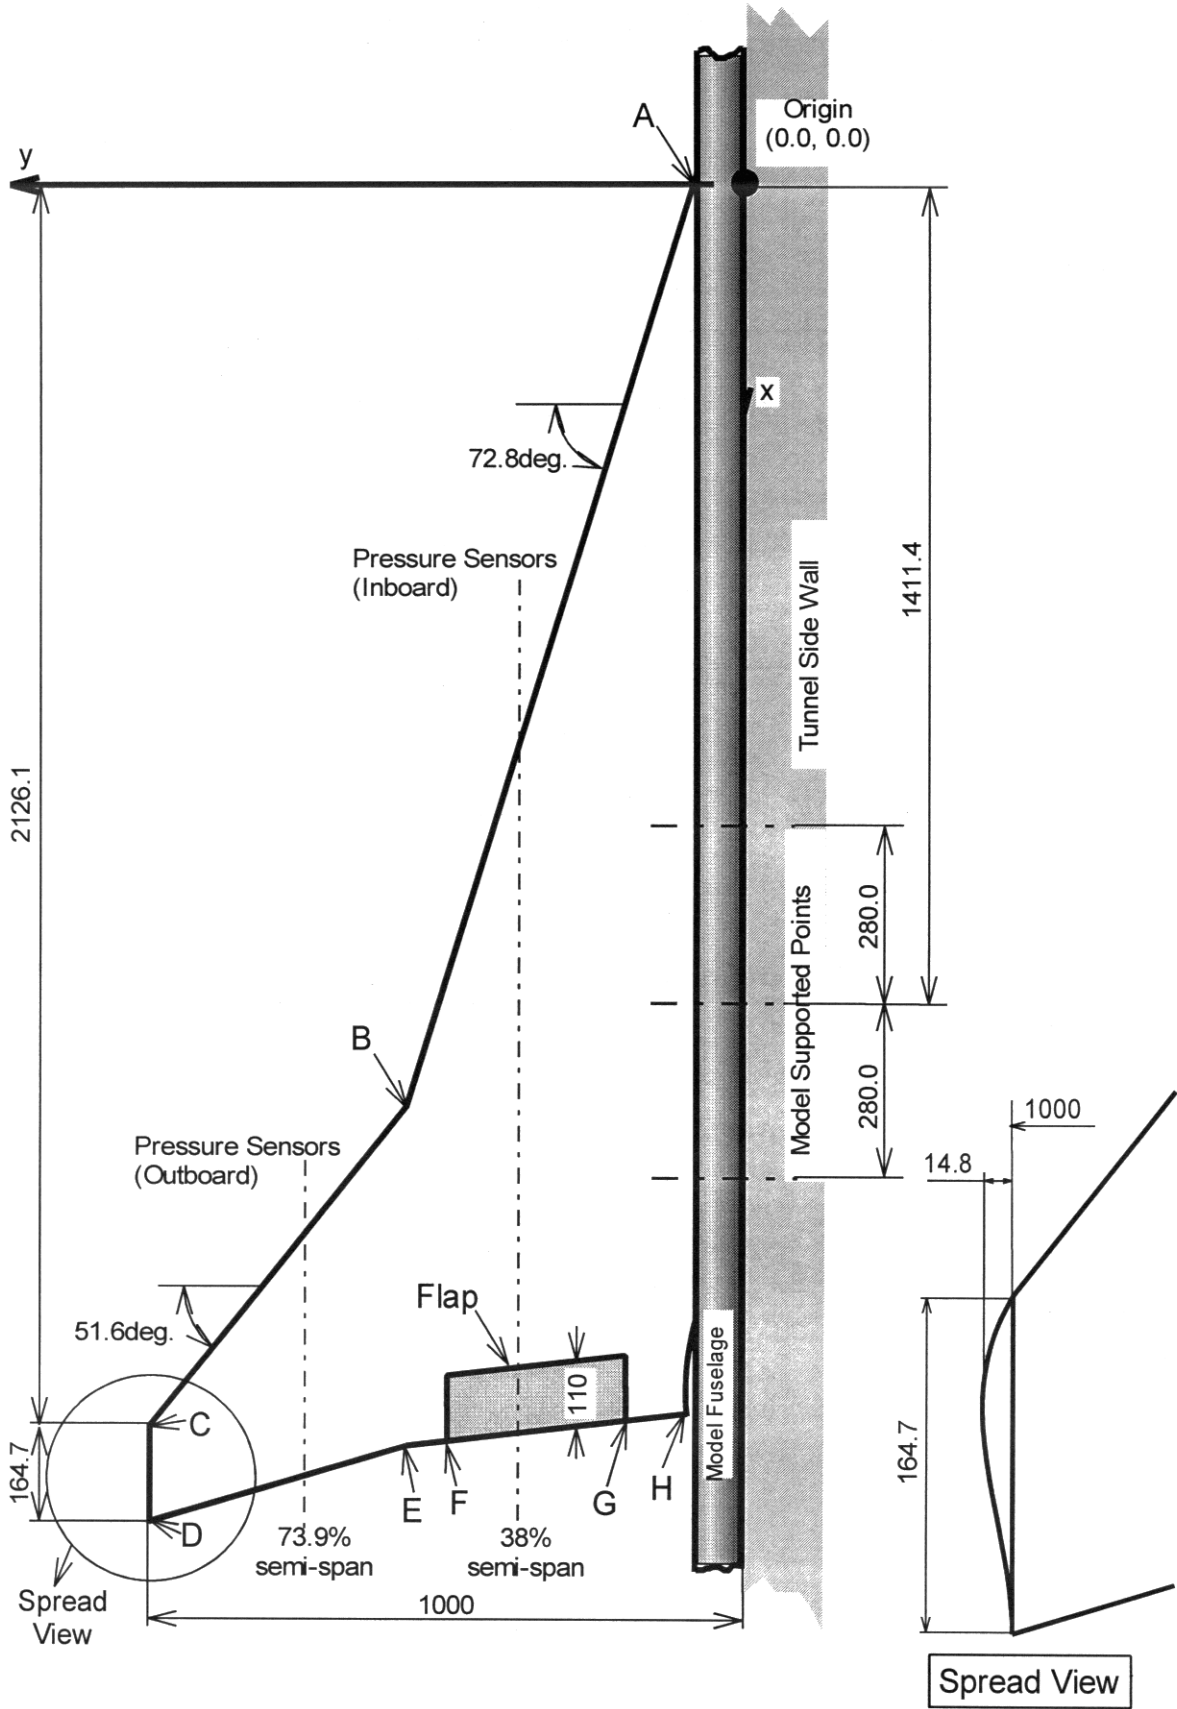 Origin
(0.0, 0.0)
A
y
x
72.8deg.
Pressure Sensors
(Inboard)
Tunnel Side Wall
1411.4
2126.1
Model Supported Points
280.0
280.0
B
Pressure Sensors
(Outboard)
51.6deg.
Flap
110
Model Fuselage
C
164.7
D
E
F
G
H
73.9%
semi-span
38%
semi-span
Spread
View
1000
1000
14.8
164.7
Spread View